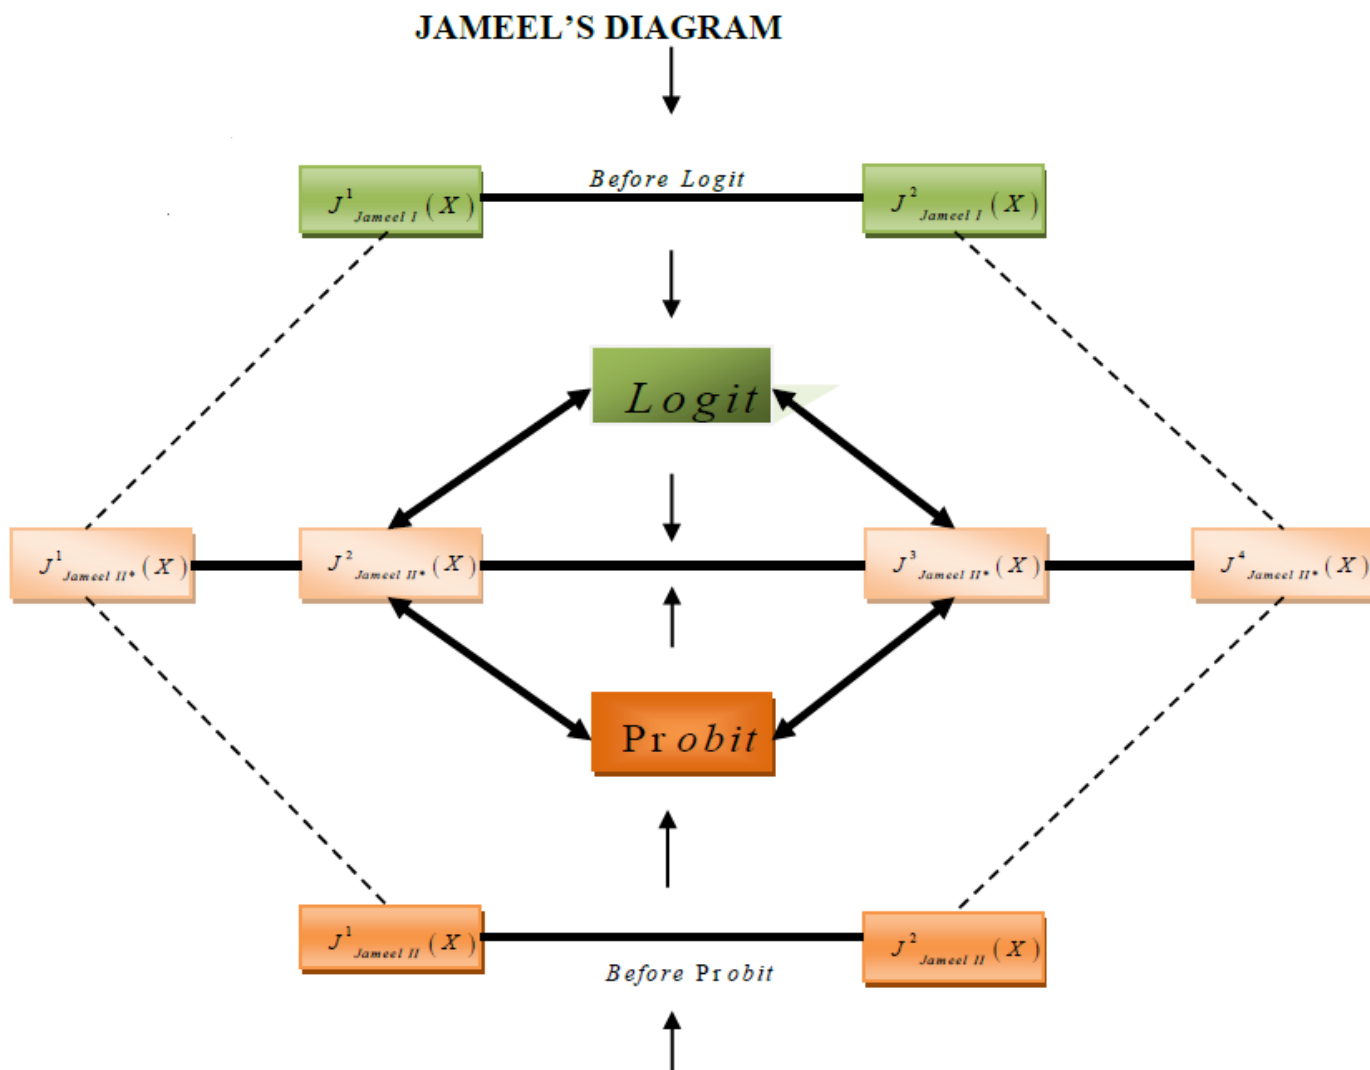 JAMEEL’S DIAGRAM
Before Logit
J¹ Jameel I (X)
J² Jameel I (X)
Logit
J¹ Jameel II* (X)
J² Jameel II* (X)
J³ Jameel II* (X)
J⁴ Jameel II* (X)
Probit
J¹ Jameel II (X)
J² Jameel II (X)
Before Probit